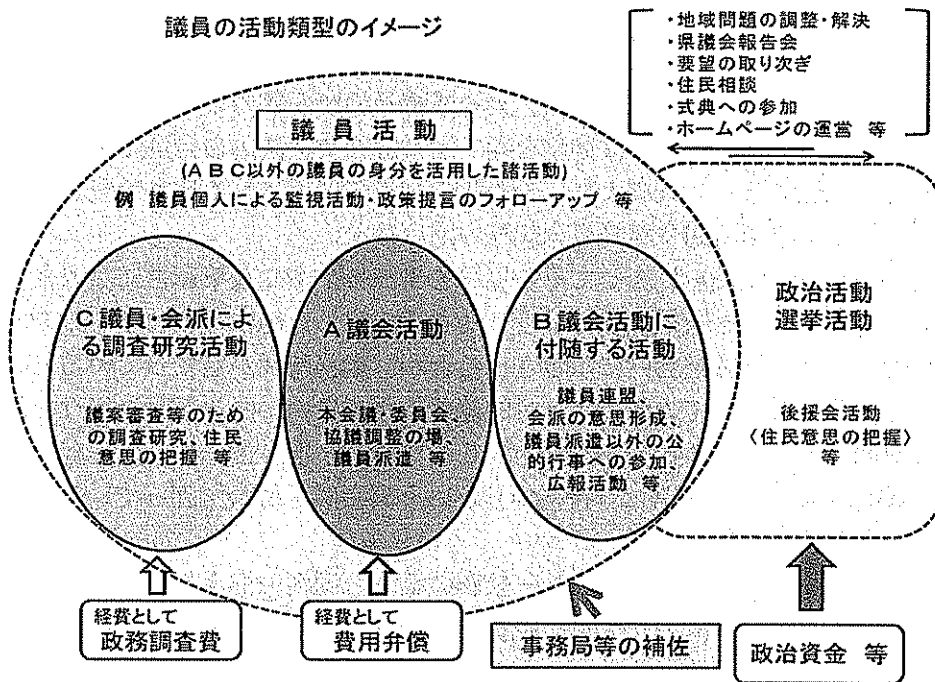 議員の活動類型のイメージ
・地域問題の調整・解決
・県議会報告会
・要望の取り次ぎ
・住民相談
・式典への参加
・ホームページの運営 等
議員活動
(ABC以外の議員の身分を活用した諸活動)
例 議員個人による監視活動・政策提言のフォローアップ 等
C 議員・会派によ
る調査研究活動
議案審査等のため
の調査研究、住民
意思の把握 等
A 議会活動
本会議・委員会、
協議調整の場、
議員派遣 等
B 議会活動に
付随する活動
議員連盟、
会派の意思形成、
議員派遣以外の公
的行事への参加、
広報活動 等
政治活動
選挙活動
後援会活動
〈住民意思の把握〉
等
経費として
政務調査費
経費として
費用弁償
事務局等の補佐
政治資金 等